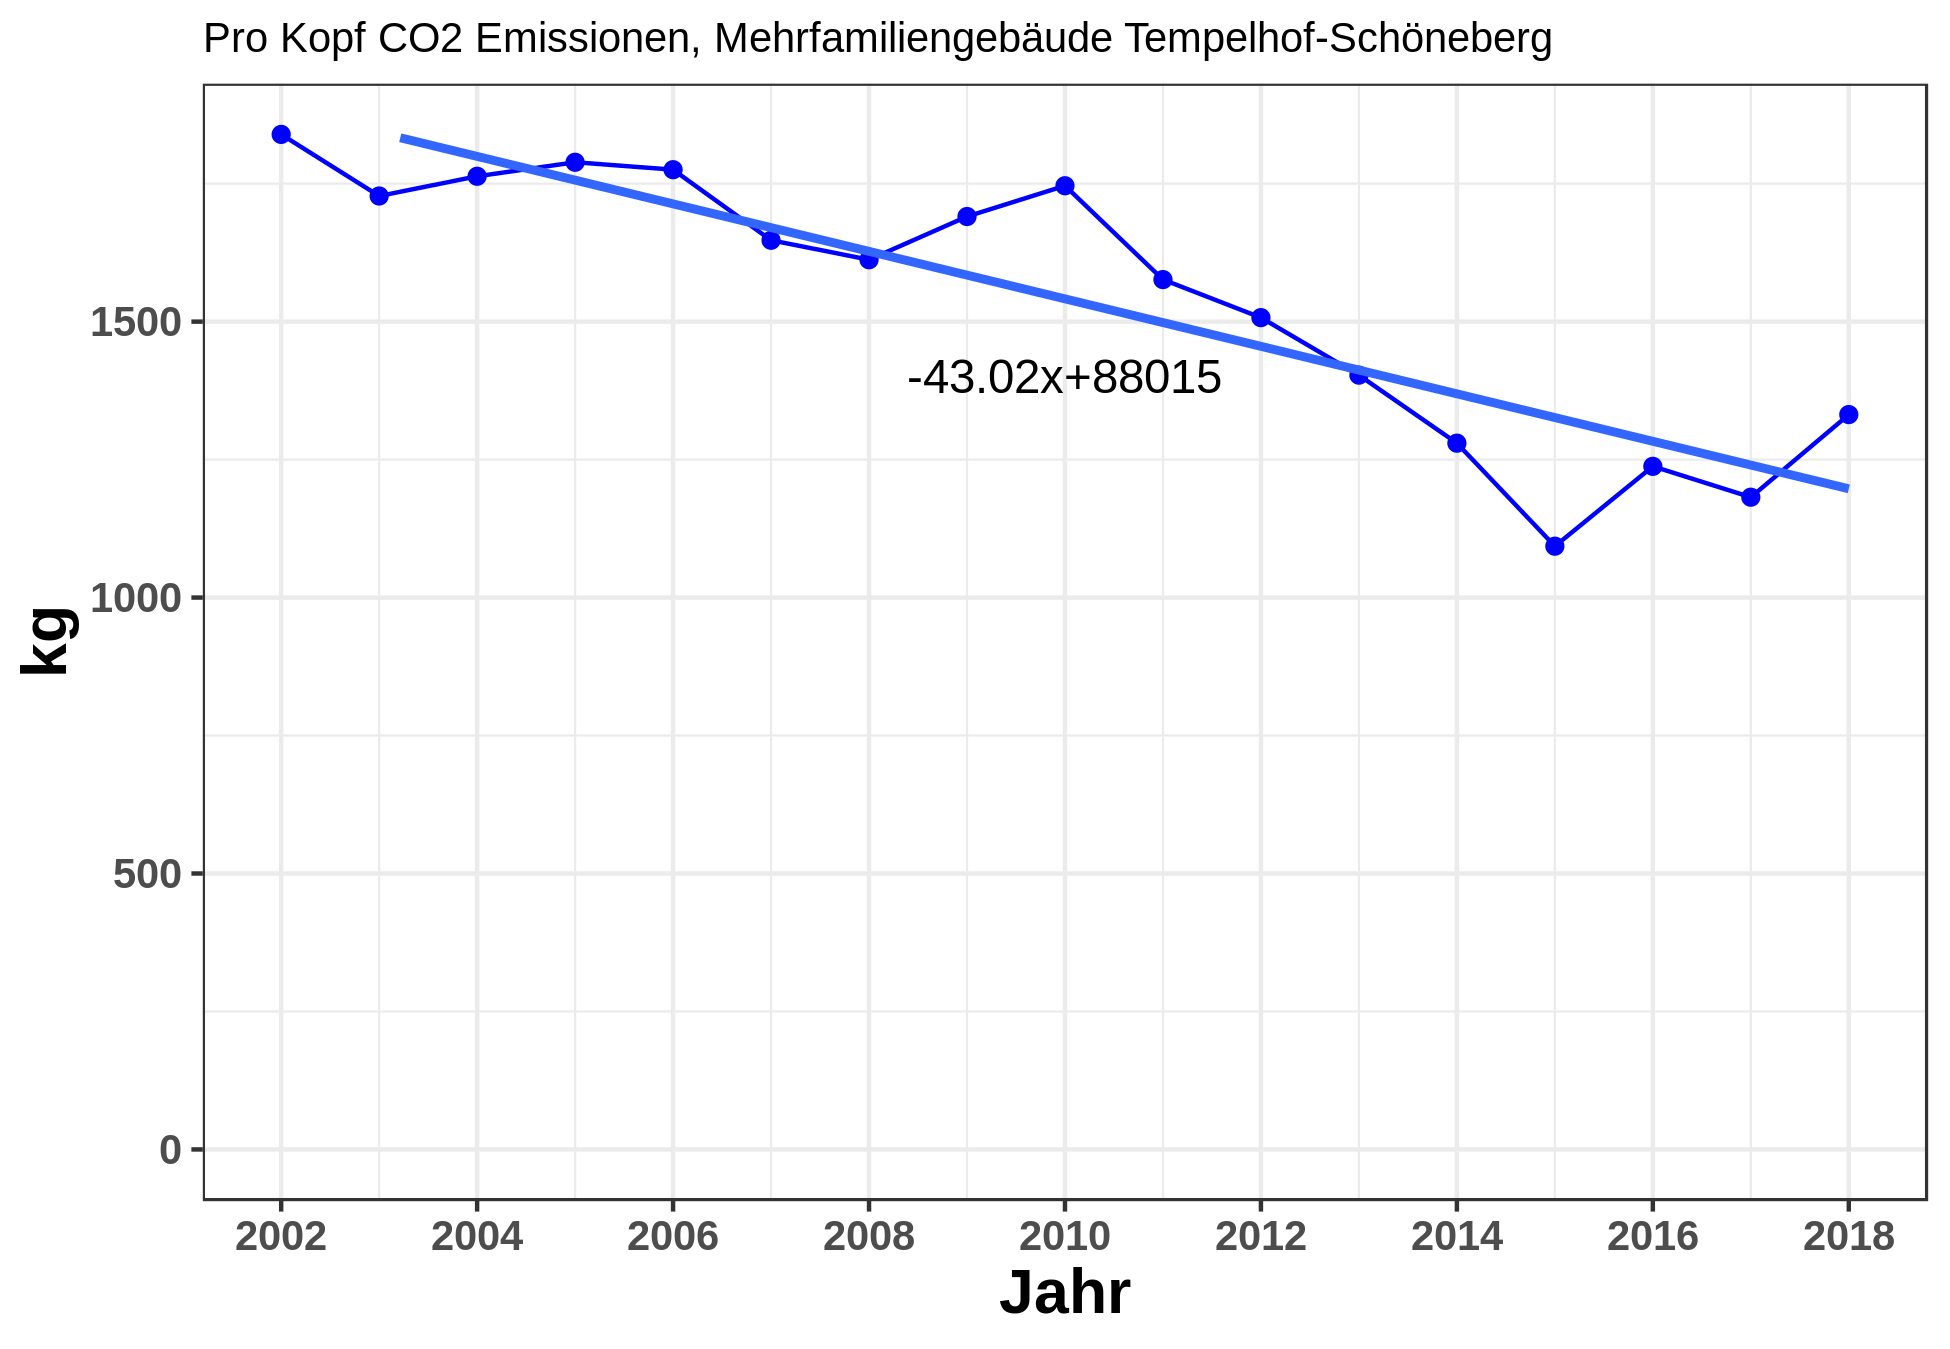 Pro Kopf CO2 Emissionen, Mehrfamiliengebäude Tempelhof-Schöneberg
1500
-43.02x+88015
1000
kg
500
0
2002 2004 2006 2008 2010 2012 2014 2016 2018
Jahr